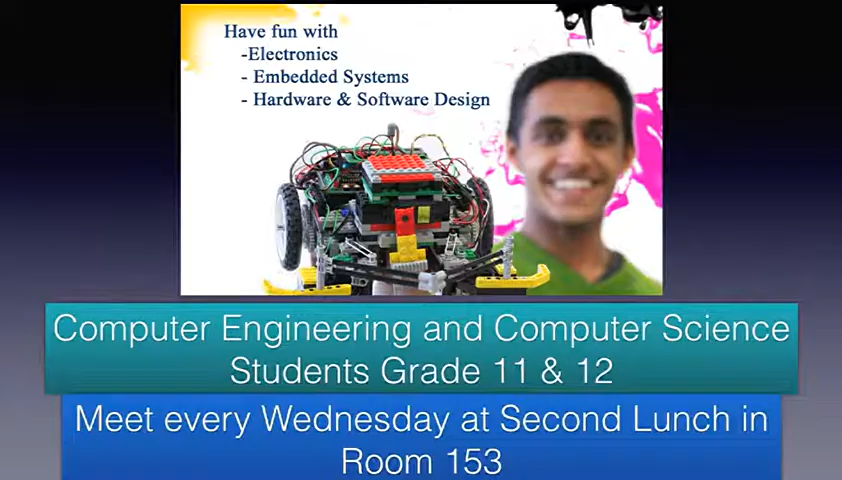 Have fun with
-Electronics
- Embedded Systems
- Hardware & Software Design
Computer Engineering and Computer Science
Students Grade 11 & 12
Meet every Wednesday at Second Lunch in
Room 153